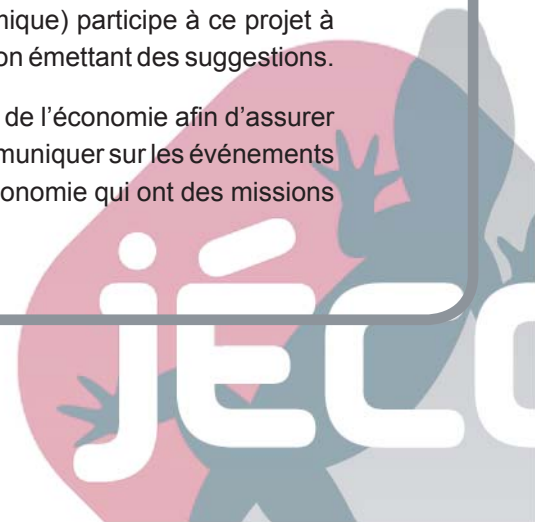 nique) participe à ce projet à
on émettant des suggestions.
de l'économie afin d'assurer
muniquer sur les événements
onomie qui ont des missions
jÉCO